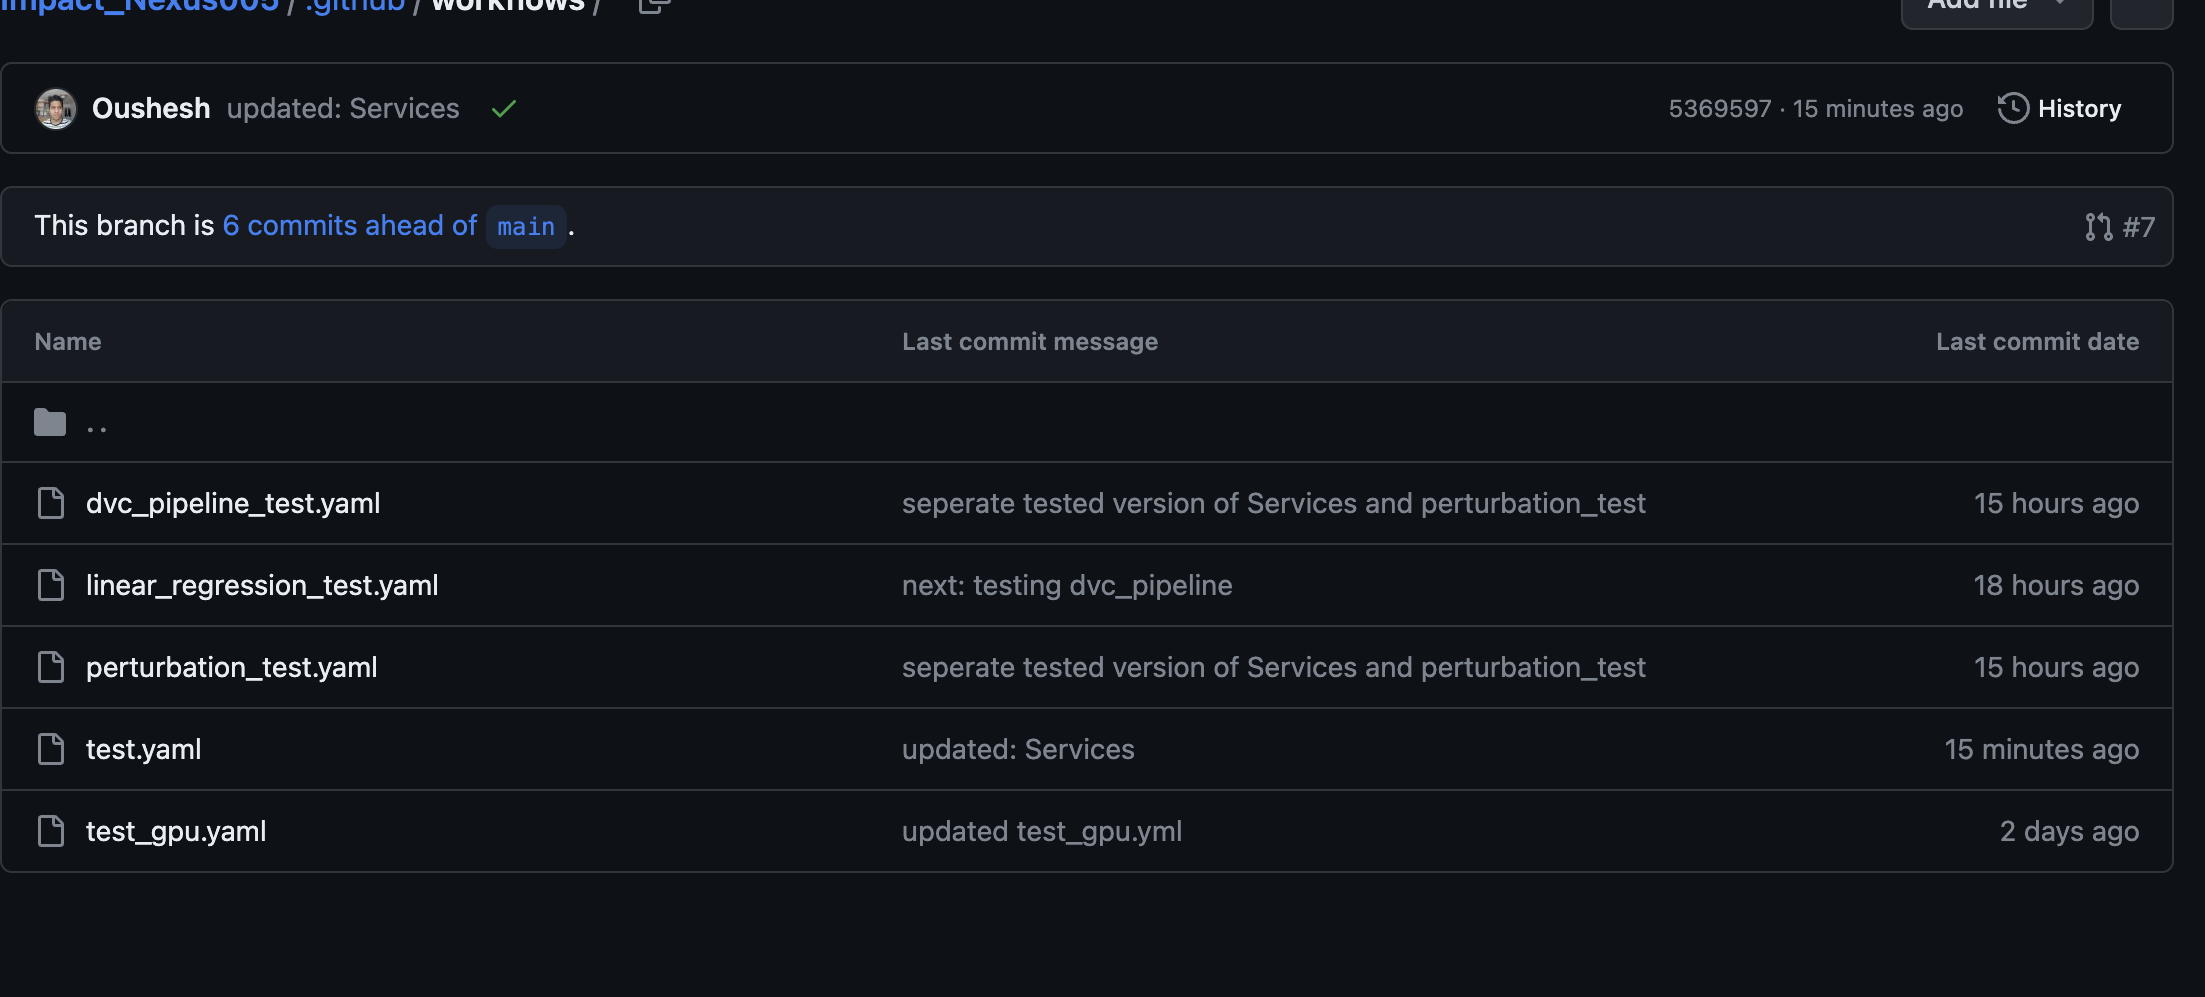 Impact_Nexus005 / .github / workflows /
Add file
Oushesh updated: Services
5369597 · 15 minutes ago
History
This branch is 6 commits ahead of main .
#7
Name Last commit message Last commit date
..
dvc_pipeline_test.yaml seperate tested version of Services and perturbation_test 15 hours ago
linear_regression_test.yaml next: testing dvc_pipeline 18 hours ago
perturbation_test.yaml seperate tested version of Services and perturbation_test 15 hours ago
test.yaml updated: Services 15 minutes ago
test_gpu.yaml updated test_gpu.yml 2 days ago